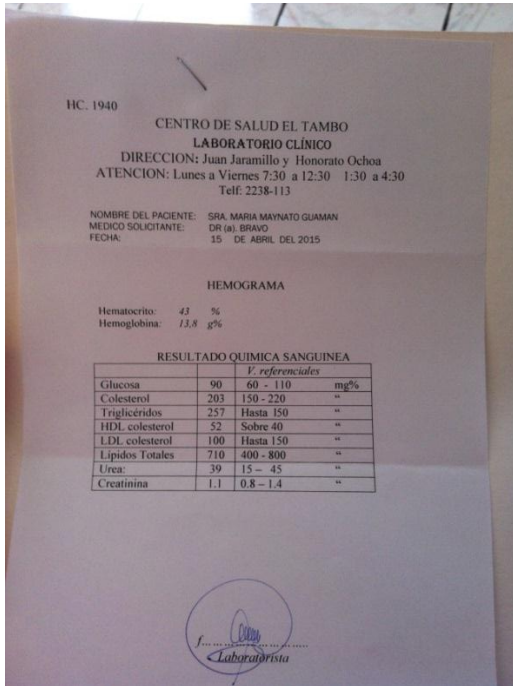 HC. 1940
CENTRO DE SALUD EL TAMBO
LABORATORIO CLÍNICO
DIRECCION: Juan Jaramillo y Honorato Ochoa
ATENCION: Lunes a Viernes 7:30 a 12:30 1:30 a 4:30
Telf: 2238-113
NOMBRE DEL PACIENTE: SRA. MARIA MAYNATO GUAMAN
MEDICO SOLICITANTE: DR (a). BRAVO
FECHA: 15 DE ABRIL DEL 2015
HEMOGRAMA
Hematocrito: 43 %
Hemoglobina: 13,8 g%
RESULTADO QUIMICA SANGUINEA
V. referenciales
Glucosa 90 60 - 110 mg%
Colesterol 203 150 - 220 “
Triglicéridos 257 Hasta 150 “
HDL colesterol 52 Sobre 40 “
LDL colesterol 100 Hasta 150 “
Lípidos Totales 710 400 - 800 “
Urea: 39 15 – 45 “
Creatinina 1.1 0.8 – 1.4 “
f.....................
Laboratorista